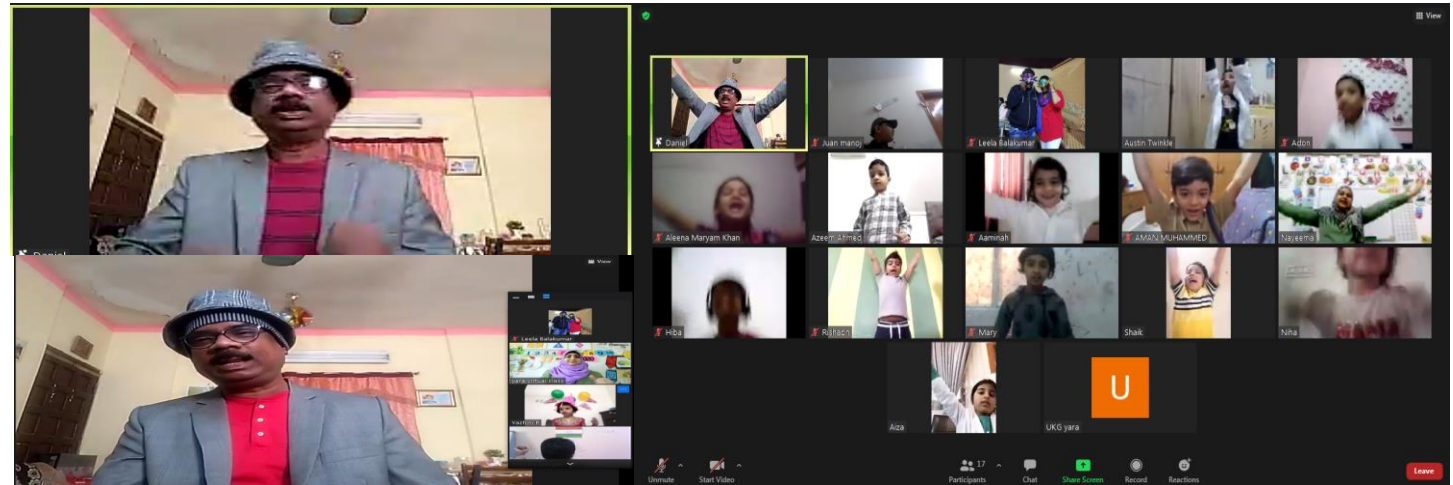 Daniel
View
Leela Balakumar
View
Daniel
Juan manoj
Leela Balakumar
Austin Twinkle
Adon
Aleena Maryam Khan
Azeem Ahmed
Aaminah
AMAN MUHAMMED
Nayeema
Hiba
Mary
Shaik
Niha
Aiza
U
UKG yara
Unmute
Start Video
17
Participants
Chat
Share Screen
Record
Reactions
Leave